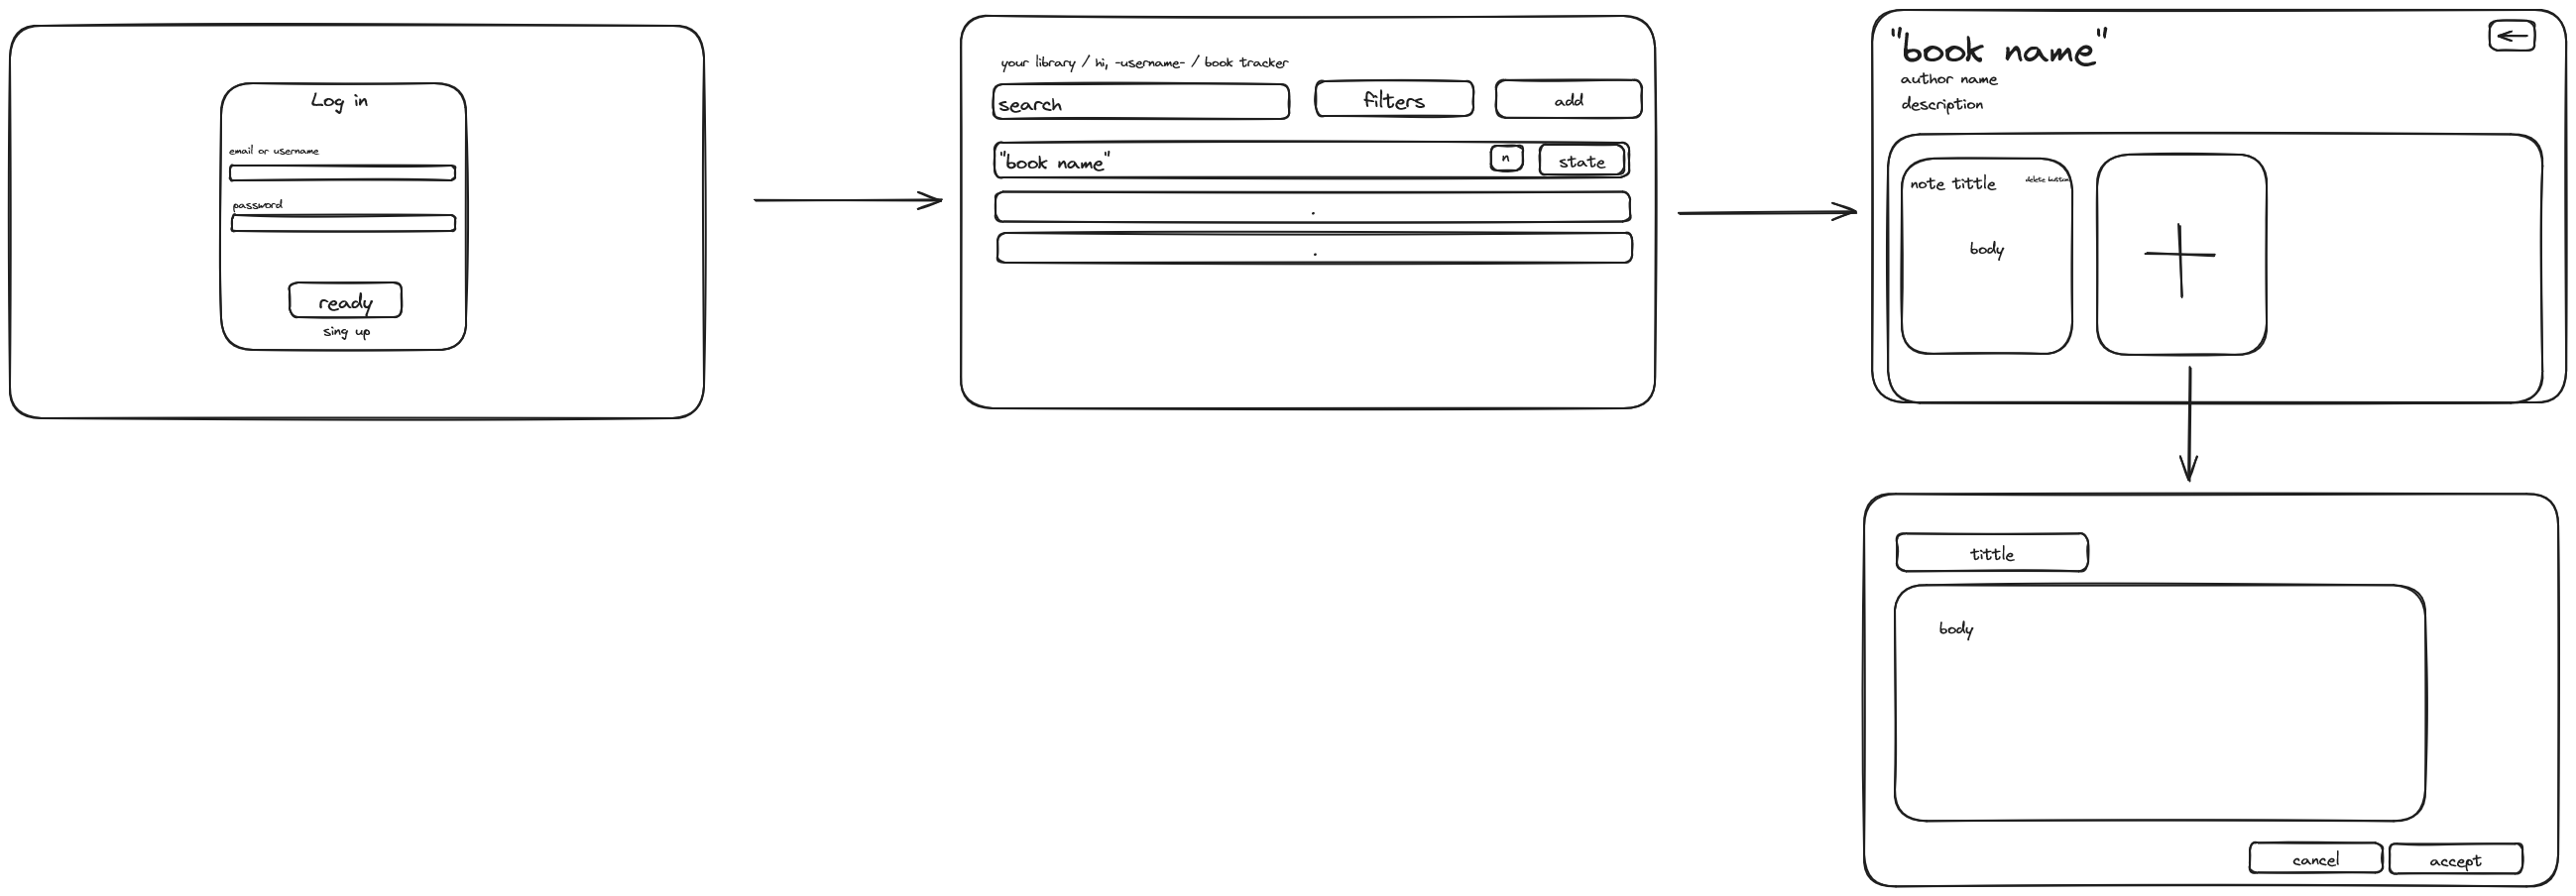 Log in
email or username
password
ready
sing up
your library / hi, -username- / book tracker
search
filters
add
"book name"
n
state
.
.
"book name"
author name
description
note tittle
delete button
body
tittle
body
cancel
accept